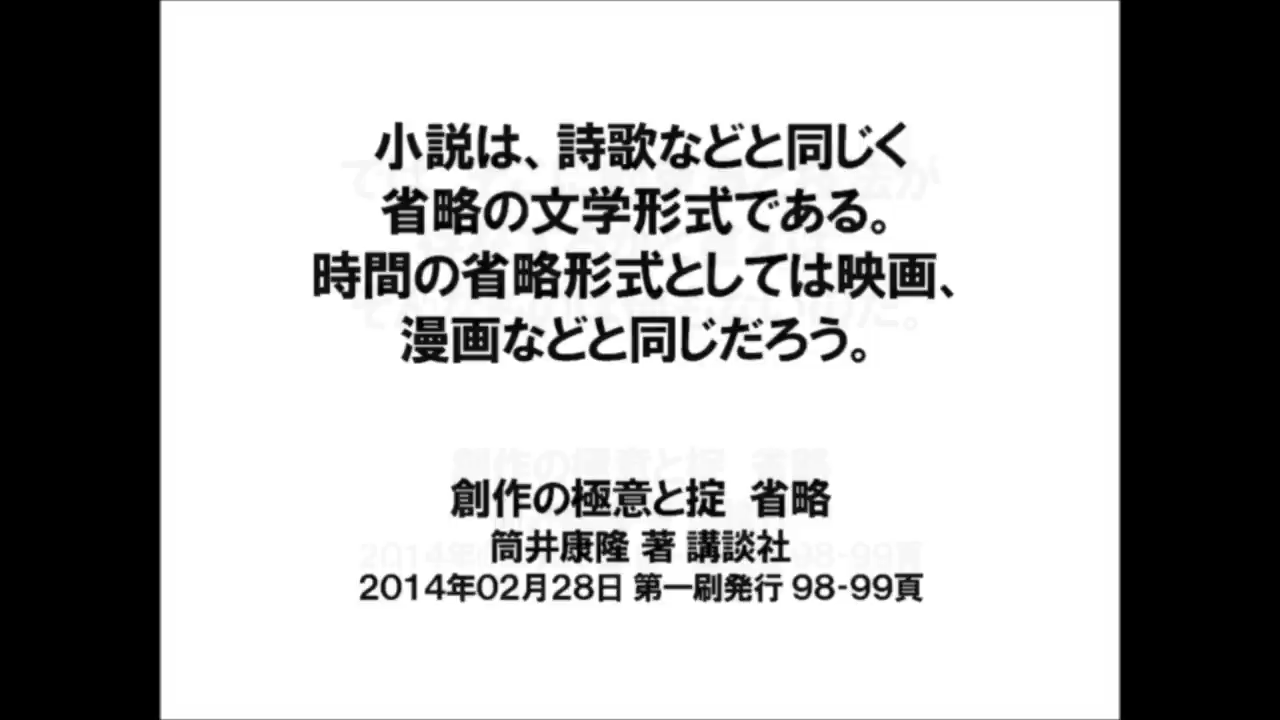 小説は、詩歌などと同じく
省略の文学形式である。
時間の省略形式としては映画、
漫画などと同じだろう。
創作の極意と掟 省略
筒井康隆 著 講談社
2014年02月28日 第一刷発行 98-99頁